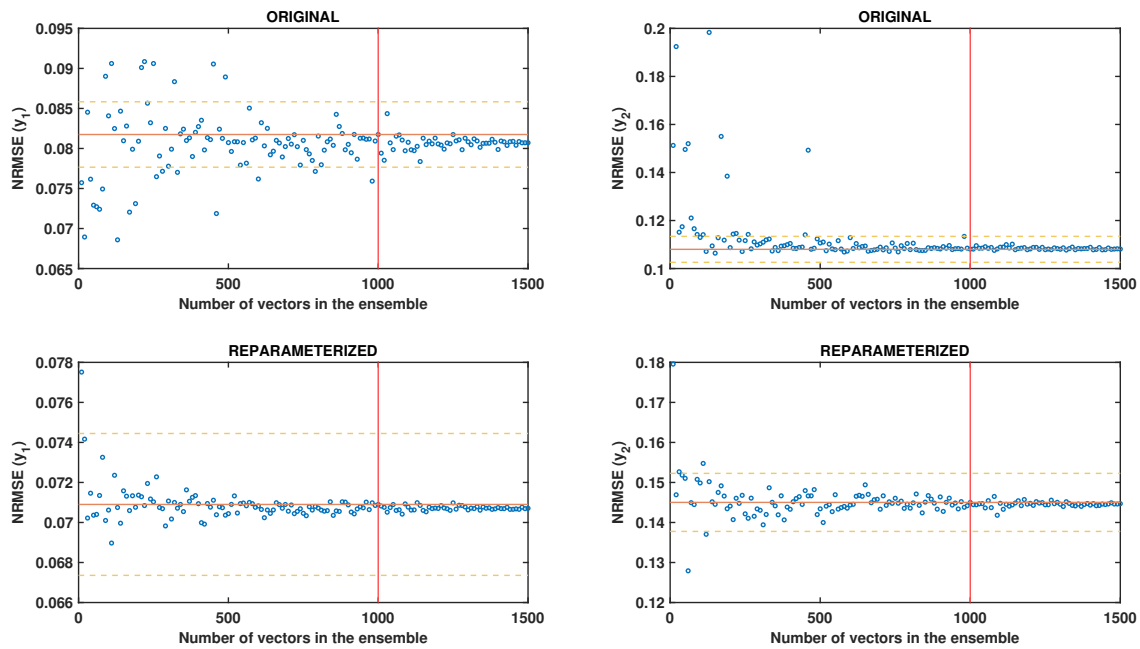 ORIGINAL
NRMSE (y1)
0.095
0.09
0.085
0.08
0.075
0.07
0.065
0 500 1000 1500
Number of vectors in the ensemble
ORIGINAL
NRMSE (y2)
0.2
0.18
0.16
0.14
0.12
0.1
0 500 1000 1500
Number of vectors in the ensemble
REPARAMETERIZED
NRMSE (y1)
0.078
0.076
0.074
0.072
0.07
0.068
0.066
0 500 1000 1500
Number of vectors in the ensemble
REPARAMETERIZED
NRMSE (y2)
0.18
0.17
0.16
0.15
0.14
0.13
0.12
0 500 1000 1500
Number of vectors in the ensemble